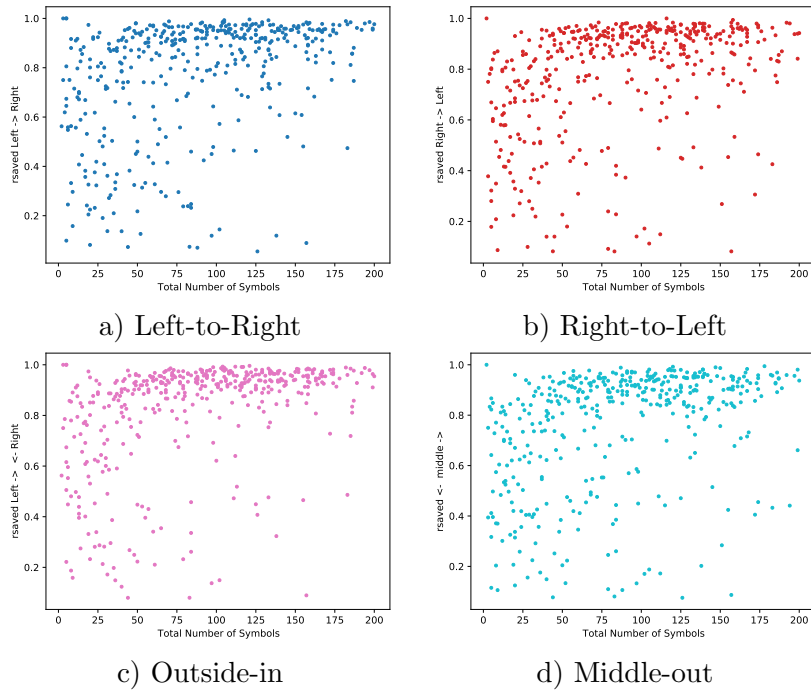 1.0
0.8
0.6
0.4
0.2
rsaved Left -> Right
0 25 50 75 100 125 150 175 200
Total Number of Symbols
a) Left-to-Right
1.0
0.8
0.6
0.4
0.2
rsaved Right -> Left
0 25 50 75 100 125 150 175 200
Total Number of Symbols
b) Right-to-Left
1.0
0.8
0.6
0.4
0.2
rsaved Left -> <- Right
0 25 50 75 100 125 150 175 200
Total Number of Symbols
c) Outside-in
1.0
0.8
0.6
0.4
0.2
rsaved <- middle ->
0 25 50 75 100 125 150 175 200
Total Number of Symbols
d) Middle-out